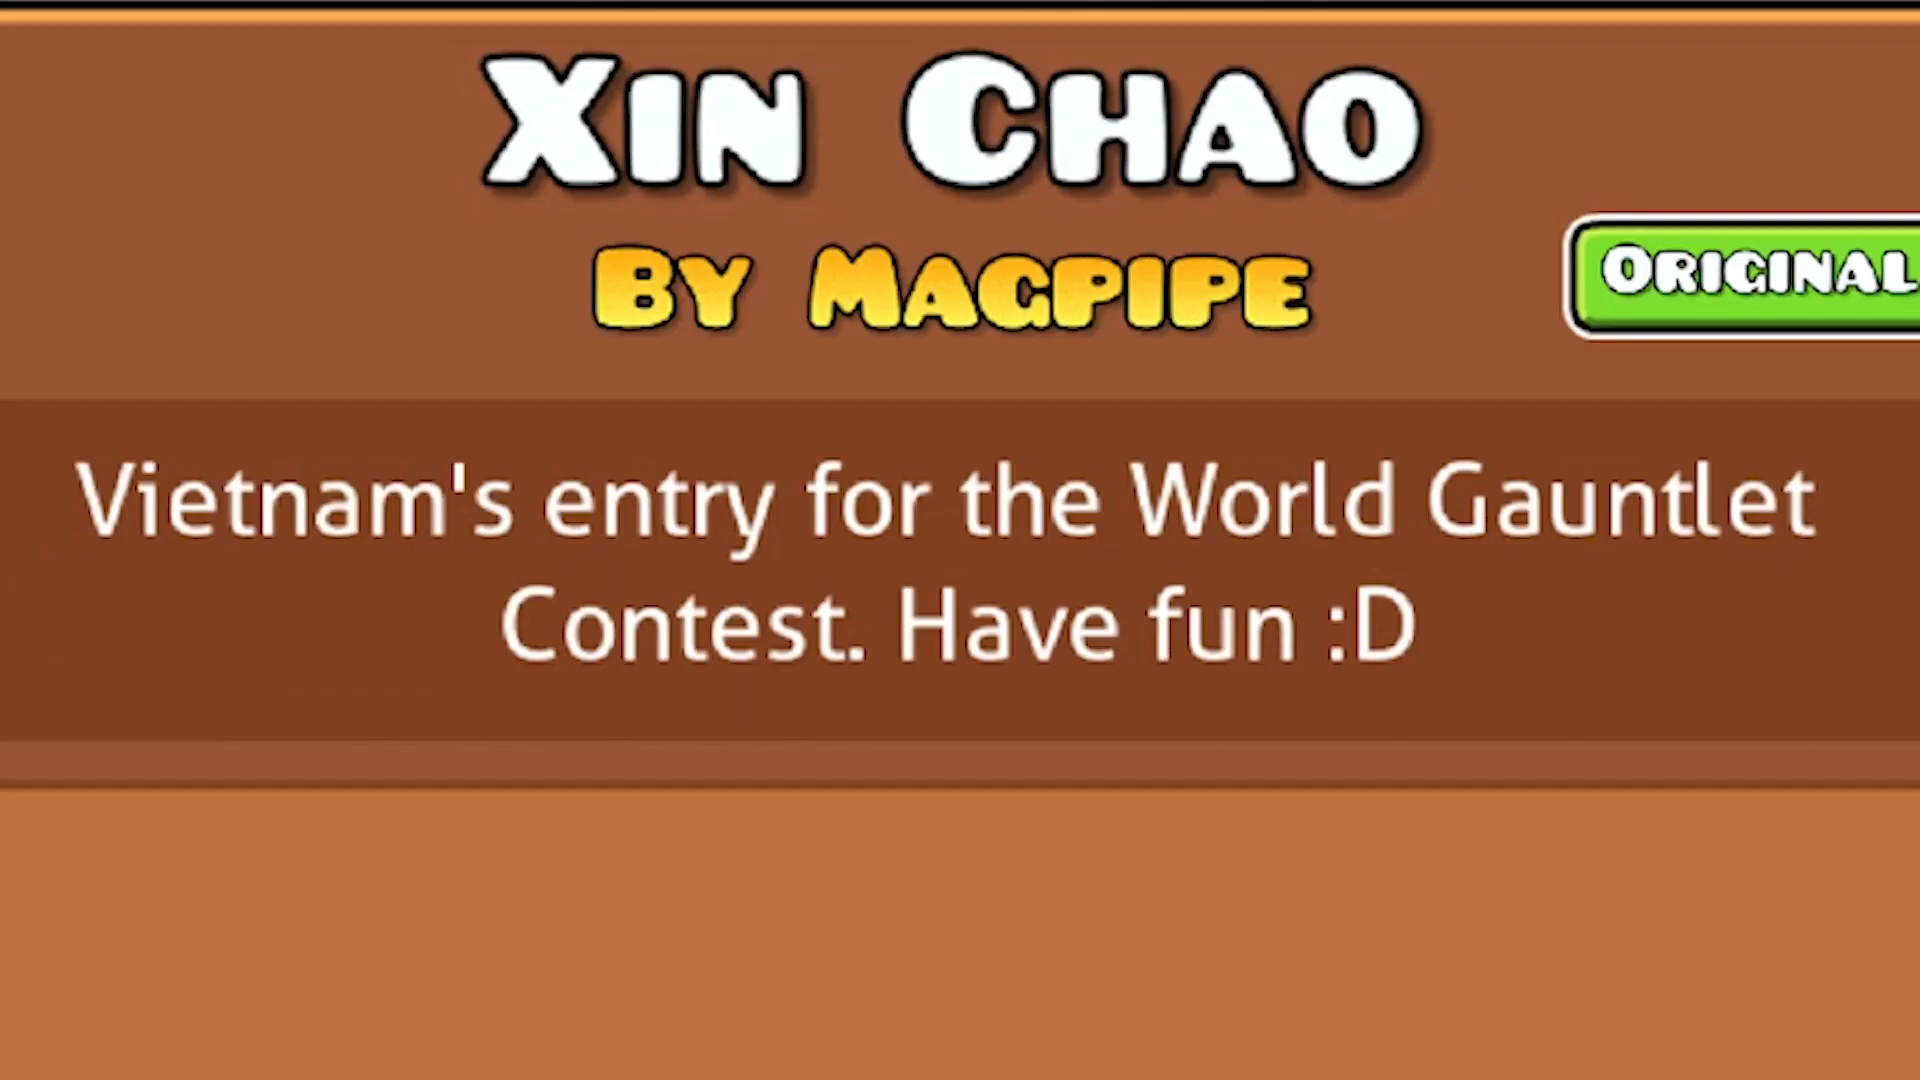 Xin Chao
By Magpipe
Original
Vietnam's entry for the World Gauntlet
Contest. Have fun :D